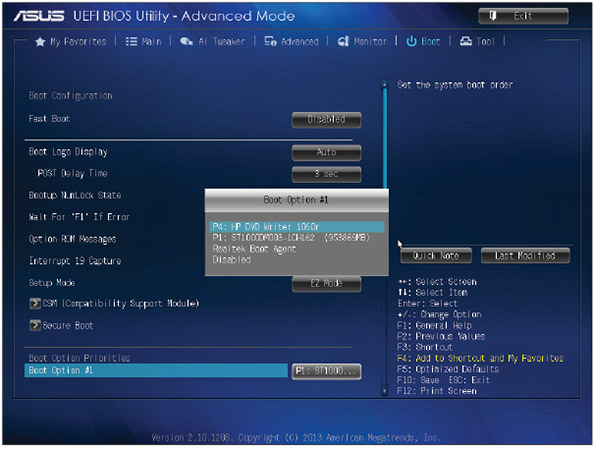 ASUS UEFI BIOS Utility - Advanced Mode
Exit
My Favorites
Main
Ai Tweaker
Advanced
Monitor
Boot
Tool
Boot Configuration
Set the system boot order
Fast Boot
Disabled
Boot Logo Display
Auto
POST Delay Time
3 sec
Bootup NumLock State
Wait For 'F1' If Error
Option ROM Messages
Interrupt 19 Capture
Setup Mode
EZ Mode
CSM (Compatibility Support Module)
Secure Boot
Boot Option Priorities
Boot Option #1
P1: ST1000...
Boot Option #1
P4: HP DVD Writer 1060r
P1: ST1000DM003-1CH162 (953869MB)
Realtek Boot Agent
Disabled
Quick Note
Last Modified
→←: Select Screen
↑↓: Select Item
Enter: Select
+/-: Change Option
F1: General Help
F2: Previous Values
F3: Shortcut
F4: Add to Shortcut and My Favorites
F5: Optimized Defaults
F10: Save ESC: Exit
F12: Print Screen
Version 2.10.1208. Copyright (C) 2013 American Megatrends, Inc.